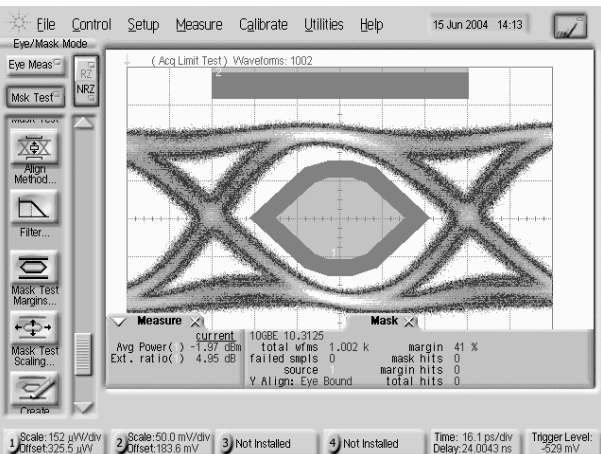 File Control Setup Measure Calibrate Utilities Help 15 Jun 2004 14:13
Eye/Mask Mode
Eye Meas
RZ
NRZ
Msk Test
Mask Test
Align
Method...
Filter...
Mask Test
Margins...
Mask Test
Scaling...
Create
( Acq Limit Test ) Waveforms: 1002
2
1
Measure
current
Avg Power( ) -1.97 dBm
Ext. ratio( ) 4.95 dB
Mask
10GBE 10.3125
total wfms 1.002 k margin 41 %
failed smpls 0 mask hits 0
source 1 margin hits 0
Y Align: Eye Bound total hits 0
1 Scale: 152 µW/div
Offset:325.5 µW
2 Scale:50.0 mV/div
Offset:183.6 mV
3 Not Installed
4 Not Installed
Time: 16.1 ps/div
Delay:24.0043 ns
Trigger Level:
-529 mV